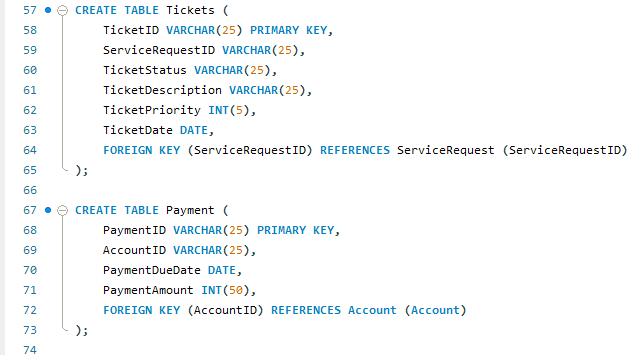 57 CREATE TABLE Tickets (
58 TicketID VARCHAR(25) PRIMARY KEY,
59 ServiceRequestID VARCHAR(25),
60 TicketStatus VARCHAR(25),
61 TicketDescription VARCHAR(25),
62 TicketPriority INT(5),
63 TicketDate DATE,
64 FOREIGN KEY (ServiceRequestID) REFERENCES ServiceRequest (ServiceRequestID)
65 );
66
67 CREATE TABLE Payment (
68 PaymentID VARCHAR(25) PRIMARY KEY,
69 AccountID VARCHAR(25),
70 PaymentDueDate DATE,
71 PaymentAmount INT(50),
72 FOREIGN KEY (AccountID) REFERENCES Account (Account)
73 );
74